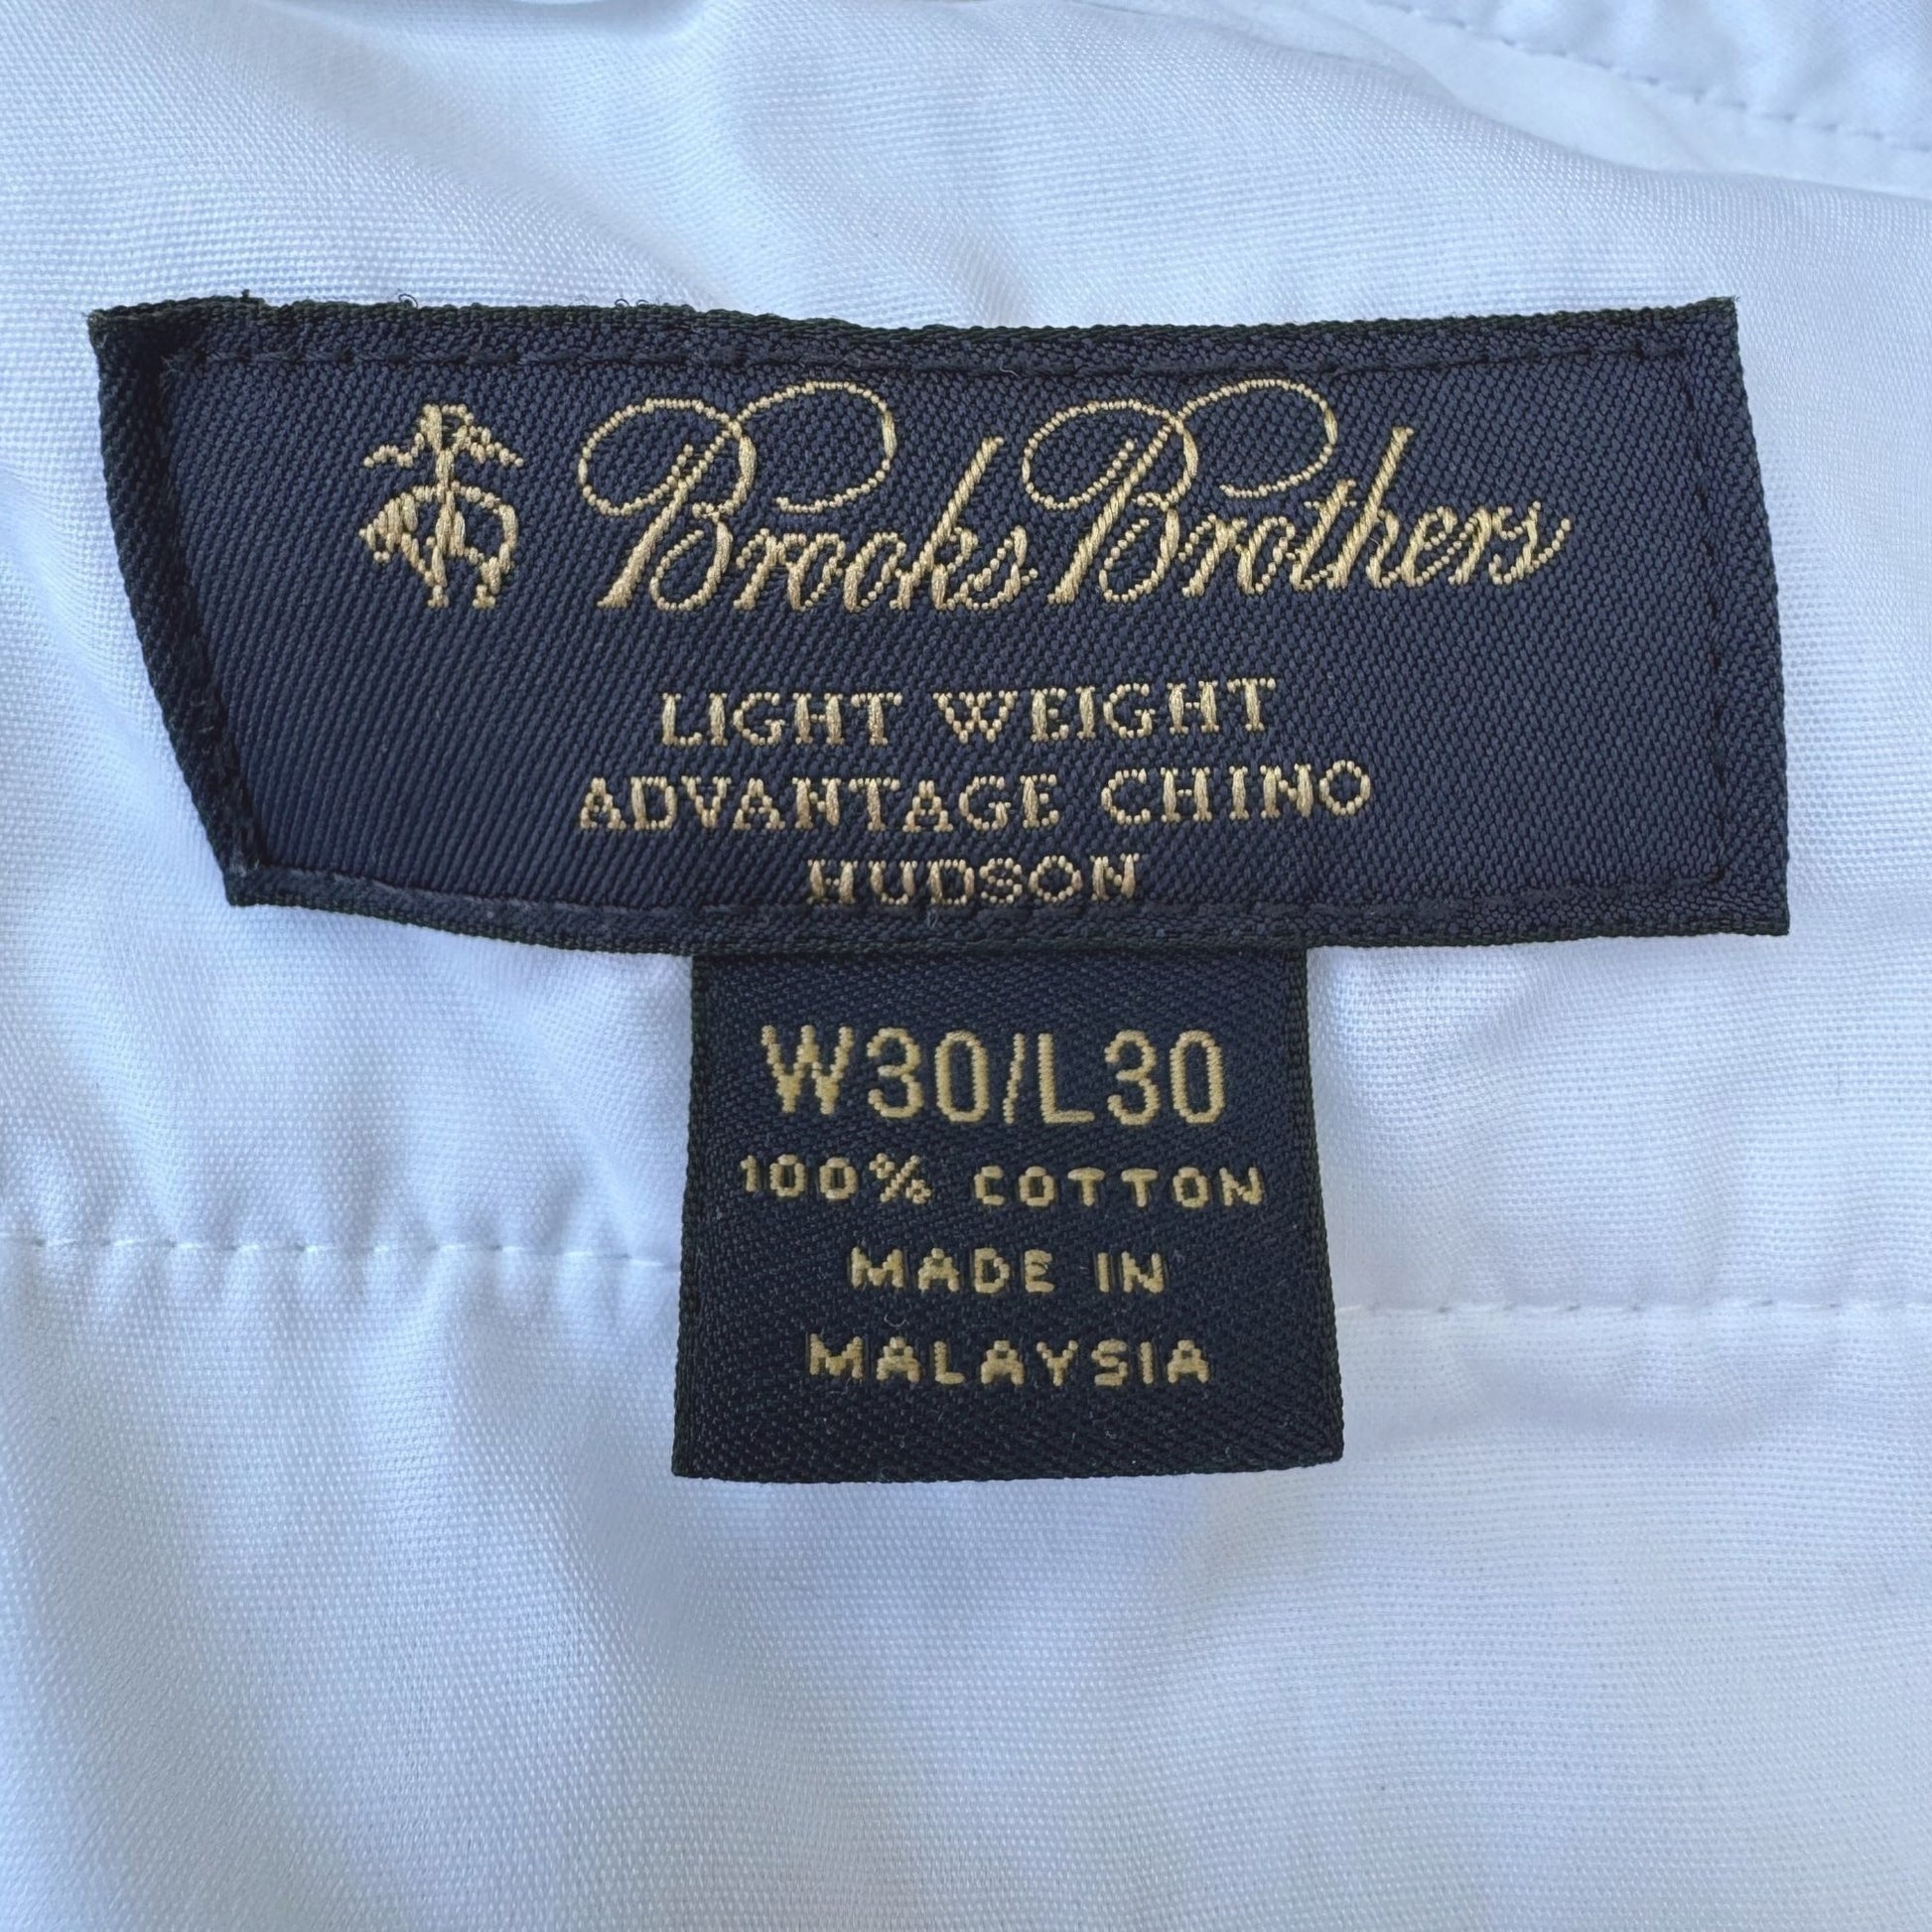 Brooks Brothers
LIGHT WEIGHT
ADVANTAGE CHINO
HUDSON
W30/L30
100% COTTON
MADE IN
MALAYSIA